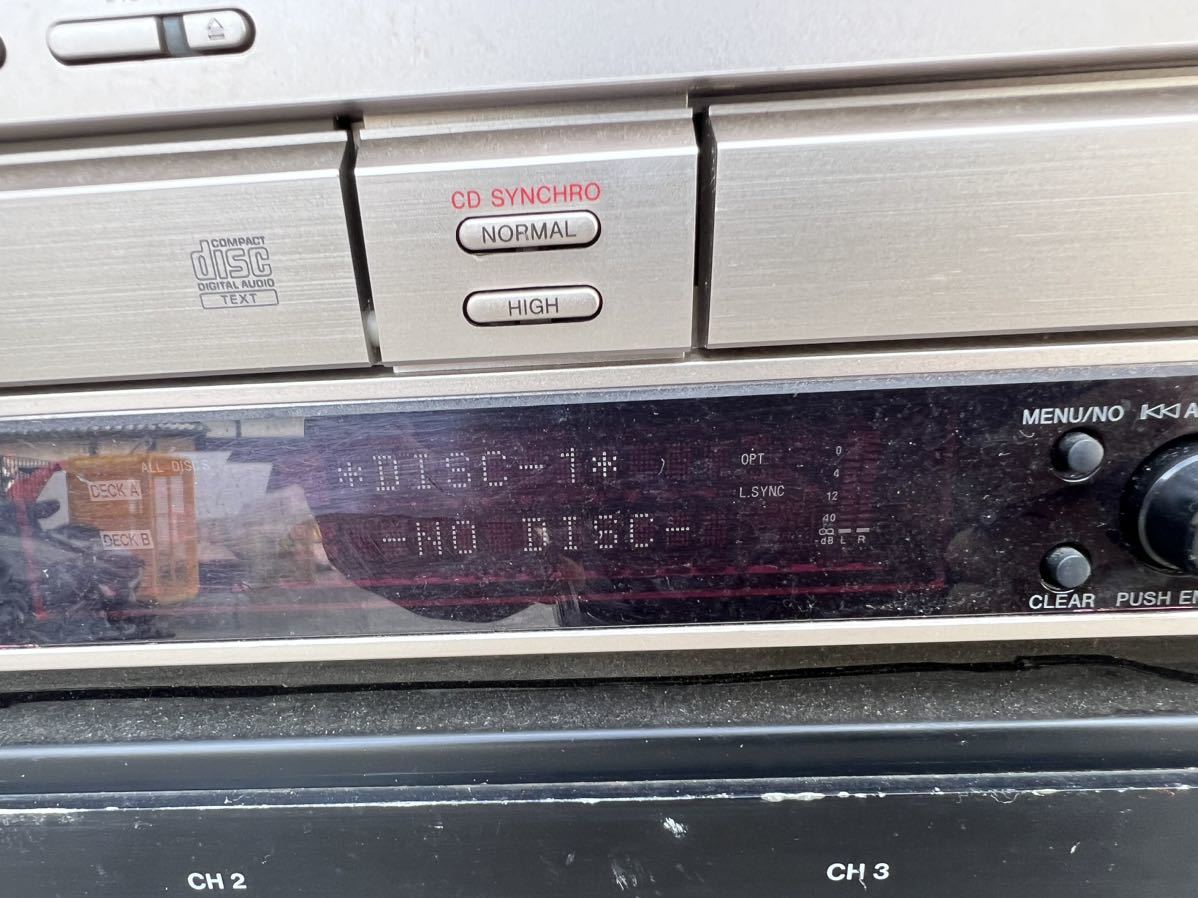 CD SYNCHRO
NORMAL
HIGH
COMPACT
disc
DIGITAL AUDIO
TEXT
MENU/NO
ALL DISCS
*DISC-1*
OPT
0
4
DECK A
L.SYNC
12
40
DECK B
-NO DISC-
∞
dB L R
CLEAR
PUSH
CH 2
CH 3